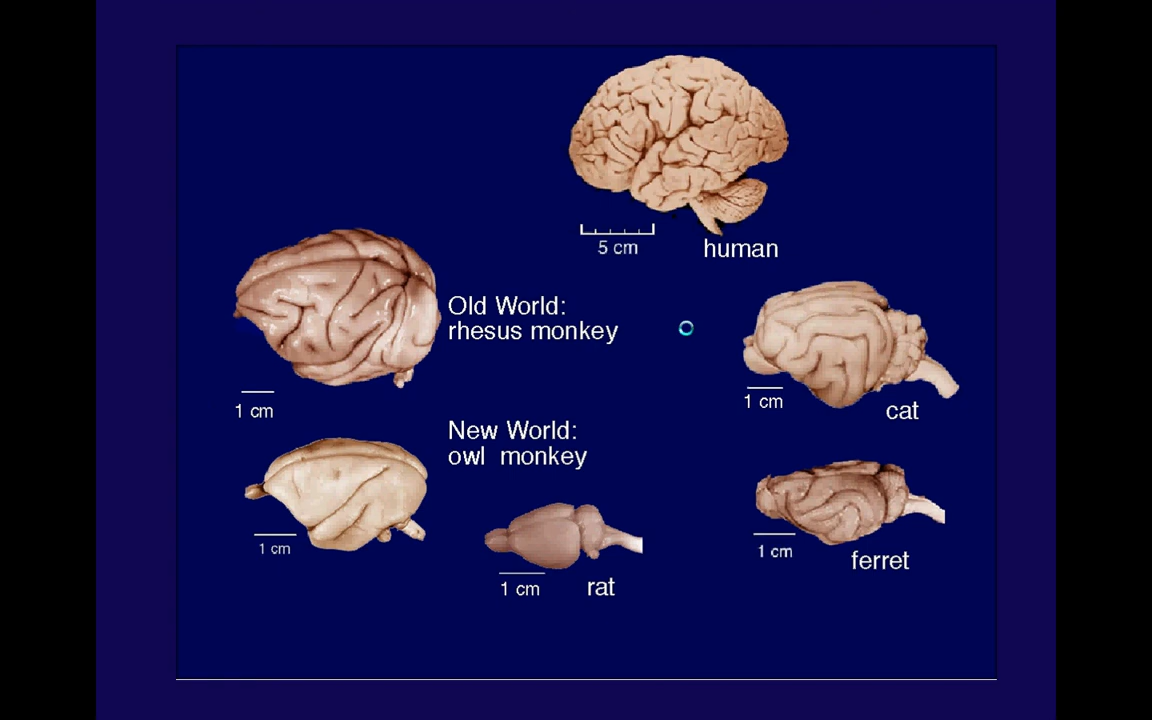 5 cm
human
Old World:
rhesus monkey
1 cm
1 cm
cat
New World:
owl monkey
1 cm
1 cm
ferret
1 cm
rat